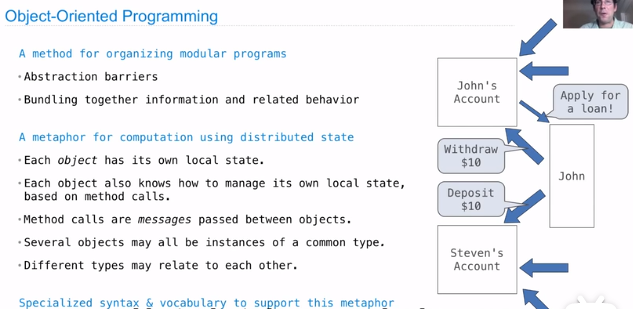 Object-Oriented Programming
A method for organizing modular programs
•Abstraction barriers
•Bundling together information and related behavior
A metaphor for computation using distributed state
•Each object has its own local state.
•Each object also knows how to manage its own local state,
based on method calls.
•Method calls are messages passed between objects.
•Several objects may all be instances of a common type.
•Different types may relate to each other.
Specialized syntax & vocabulary to support this metaphor
John's
Account
Apply for
a loan!
Withdraw
$10
John
Deposit
$10
Steven's
Account